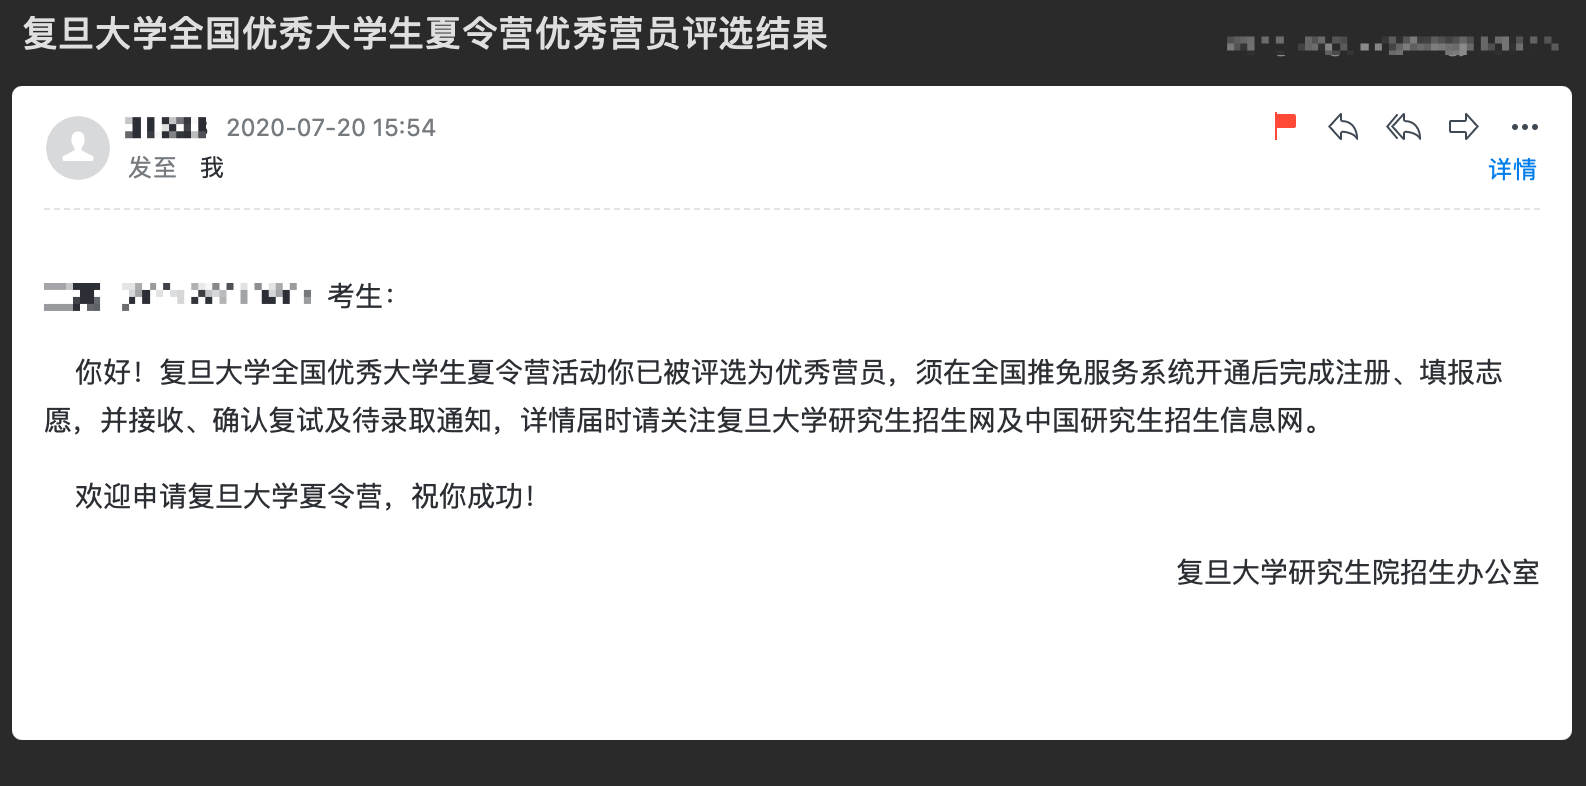 复旦大学全国优秀大学生夏令营优秀营员评选结果
2020-07-20 15:54
发至 我
详情
考生：
你好！复旦大学全国优秀大学生夏令营活动你已被评选为优秀营员，须在全国推免服务系统开通后完成注册、填报志
愿，并接收、确认复试及待录取通知，详情届时请关注复旦大学研究生招生网及中国研究生招生信息网。
欢迎申请复旦大学夏令营，祝你成功！
复旦大学研究生院招生办公室